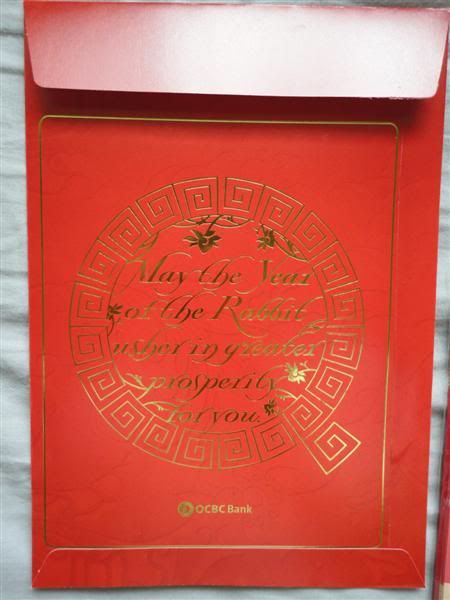 May the Year
of the Rabbit
usher in greater
prosperity
for you.
OCBC Bank